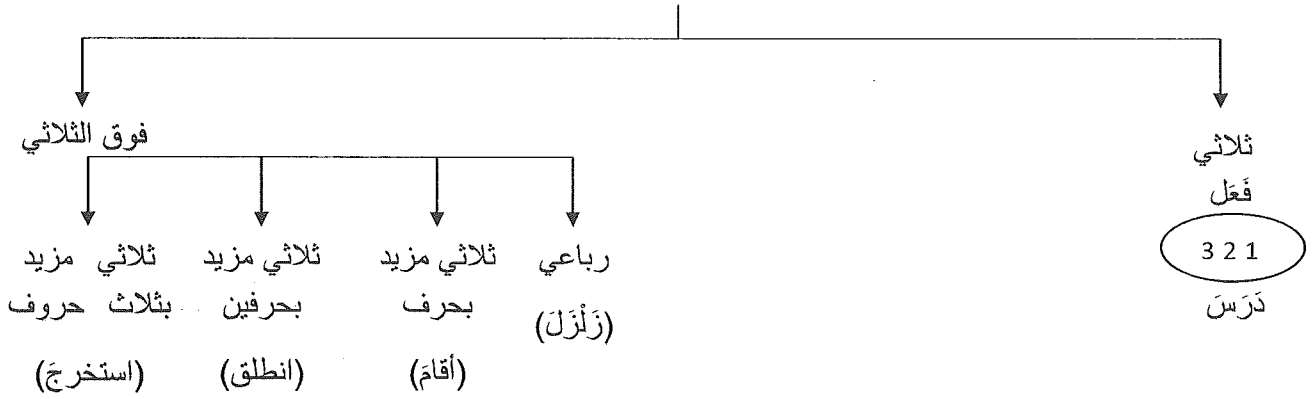 ثلاثي
فَعَل
1 2 3
دَرَسَ
فوق الثلاثي
رباعي
(زَلْزَلَ)
ثلاثي مزيد
بحرف
(أقامَ)
ثلاثي مزيد
بحرفين
(انطلق)
ثلاثي مزيد
بثلاث حروف
(استخرجَ)